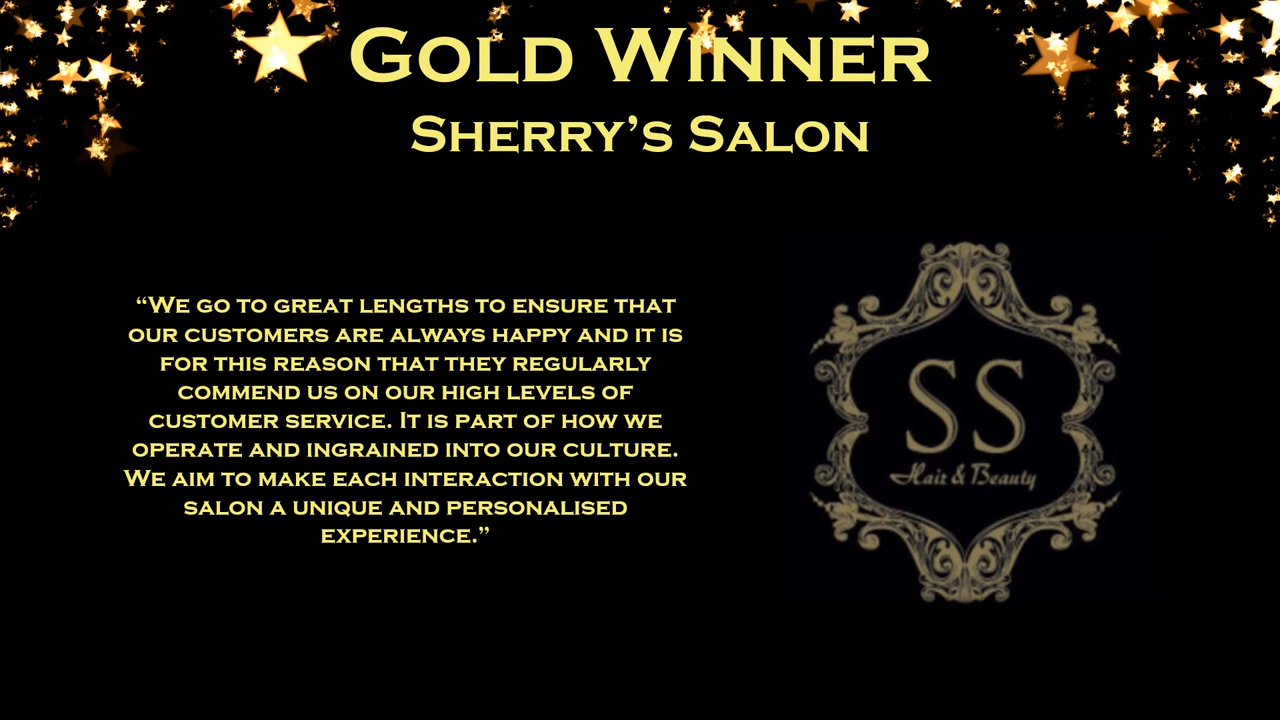 Gold Winner
Sherry’s Salon
“We go to great lengths to ensure that
our customers are always happy and it is
for this reason that they regularly
commend us on our high levels of
customer service. It is part of how we
operate and ingrained into our culture.
We aim to make each interaction with our
salon a unique and personalised
experience.”
SS
Hair & Beauty